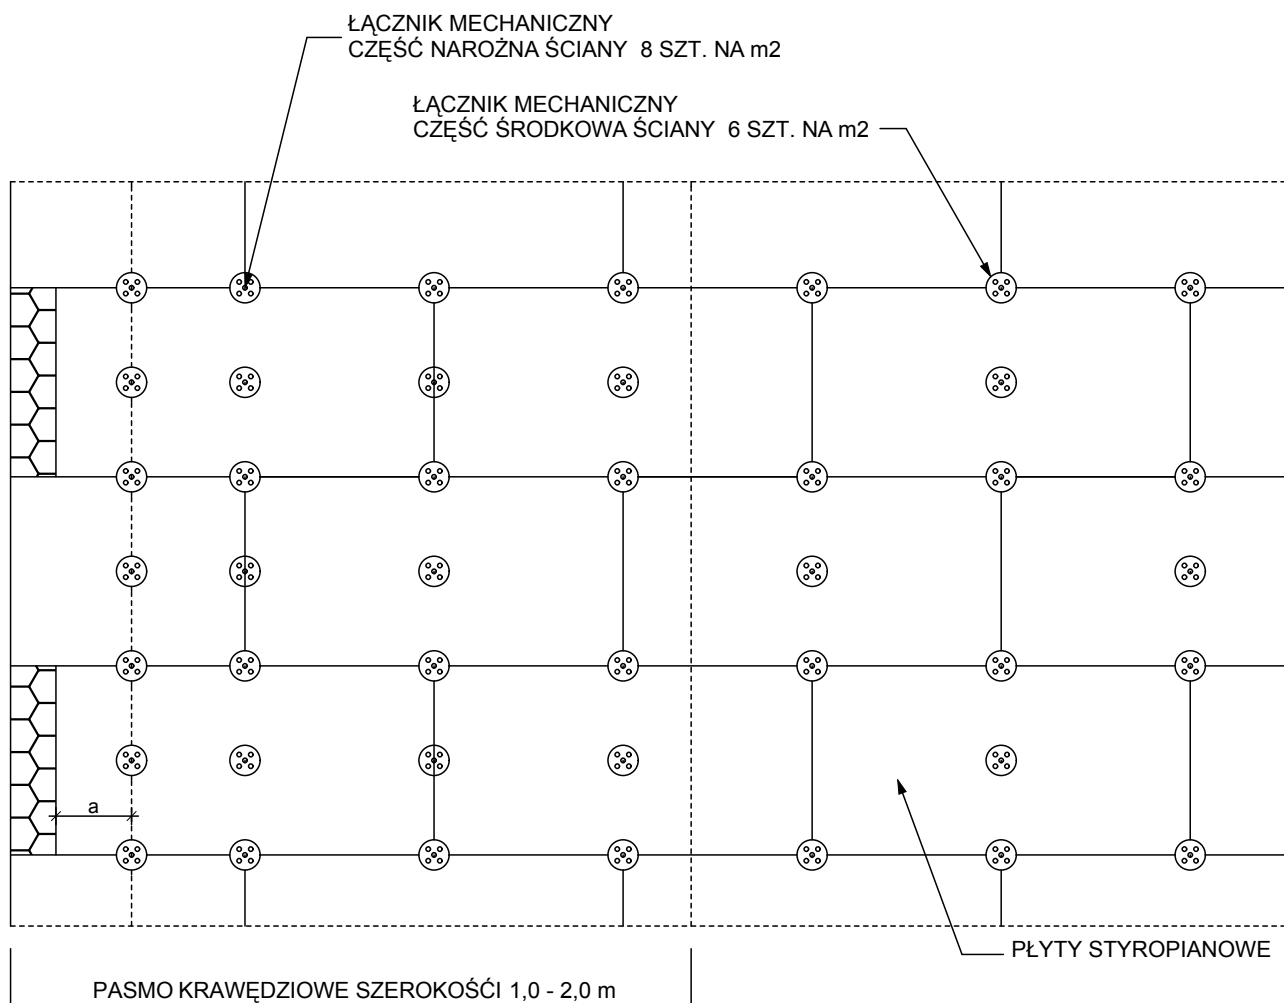 ŁĄCZNIK MECHANICZNY
CZĘŚĆ NAROŻNA ŚCIANY 8 SZT. NA m2
ŁĄCZNIK MECHANICZNY
CZĘŚĆ ŚRODKOWA ŚCIANY 6 SZT. NA m2
a
PŁYTY STYROPIANOWE
PASMO KRAWĘDZIOWE SZEROKOŚĆI 1,0 - 2,0 m